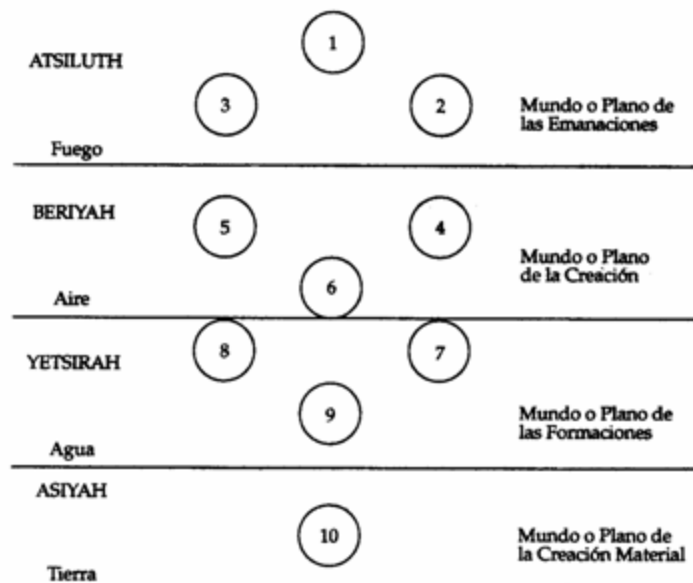 1
ATSILUTH
3
2
Mundo o Plano de
las Emanaciones
Fuego
BERIYAH
5
4
Mundo o Plano
de la Creación
6
Aire
8
7
YETSIRAH
9
Mundo o Plano de
las Formaciones
Agua
ASIYAH
10
Mundo o Plano de
la Creación Material
Tierra